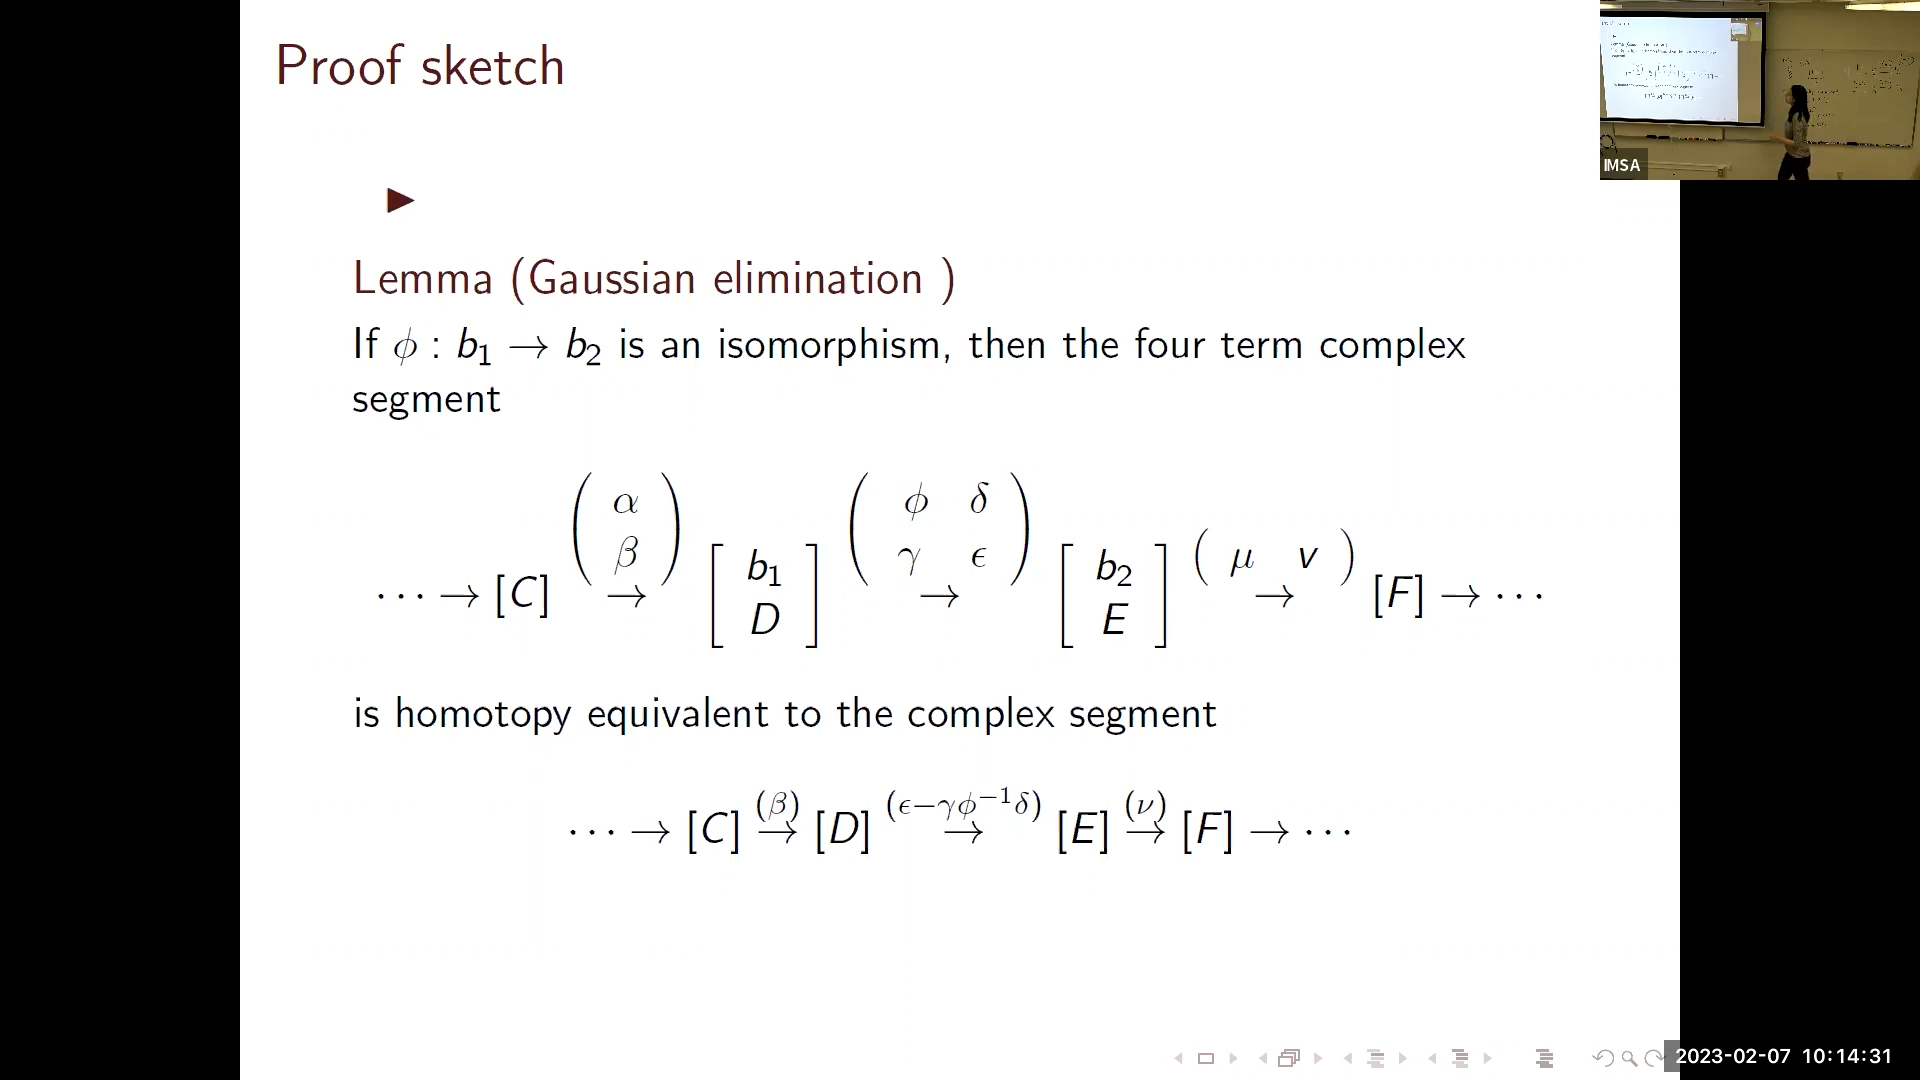 Proof sketch
Lemma (Gaussian elimination )
If ϕ : b₁ → b₂ is an isomorphism, then the four term complex
segment
⋯ → [C] ( α β ) → [ b₁ D ] ( ϕ δ γ ϵ ) → [ b₂ E ] ( μ v ) → [F] → ⋯
is homotopy equivalent to the complex segment
⋯ → [C] (β) → [D] (ϵ−γϕ⁻¹δ) → [E] (ν) → [F] → ⋯
IMSA
2023-02-07 10:14:31